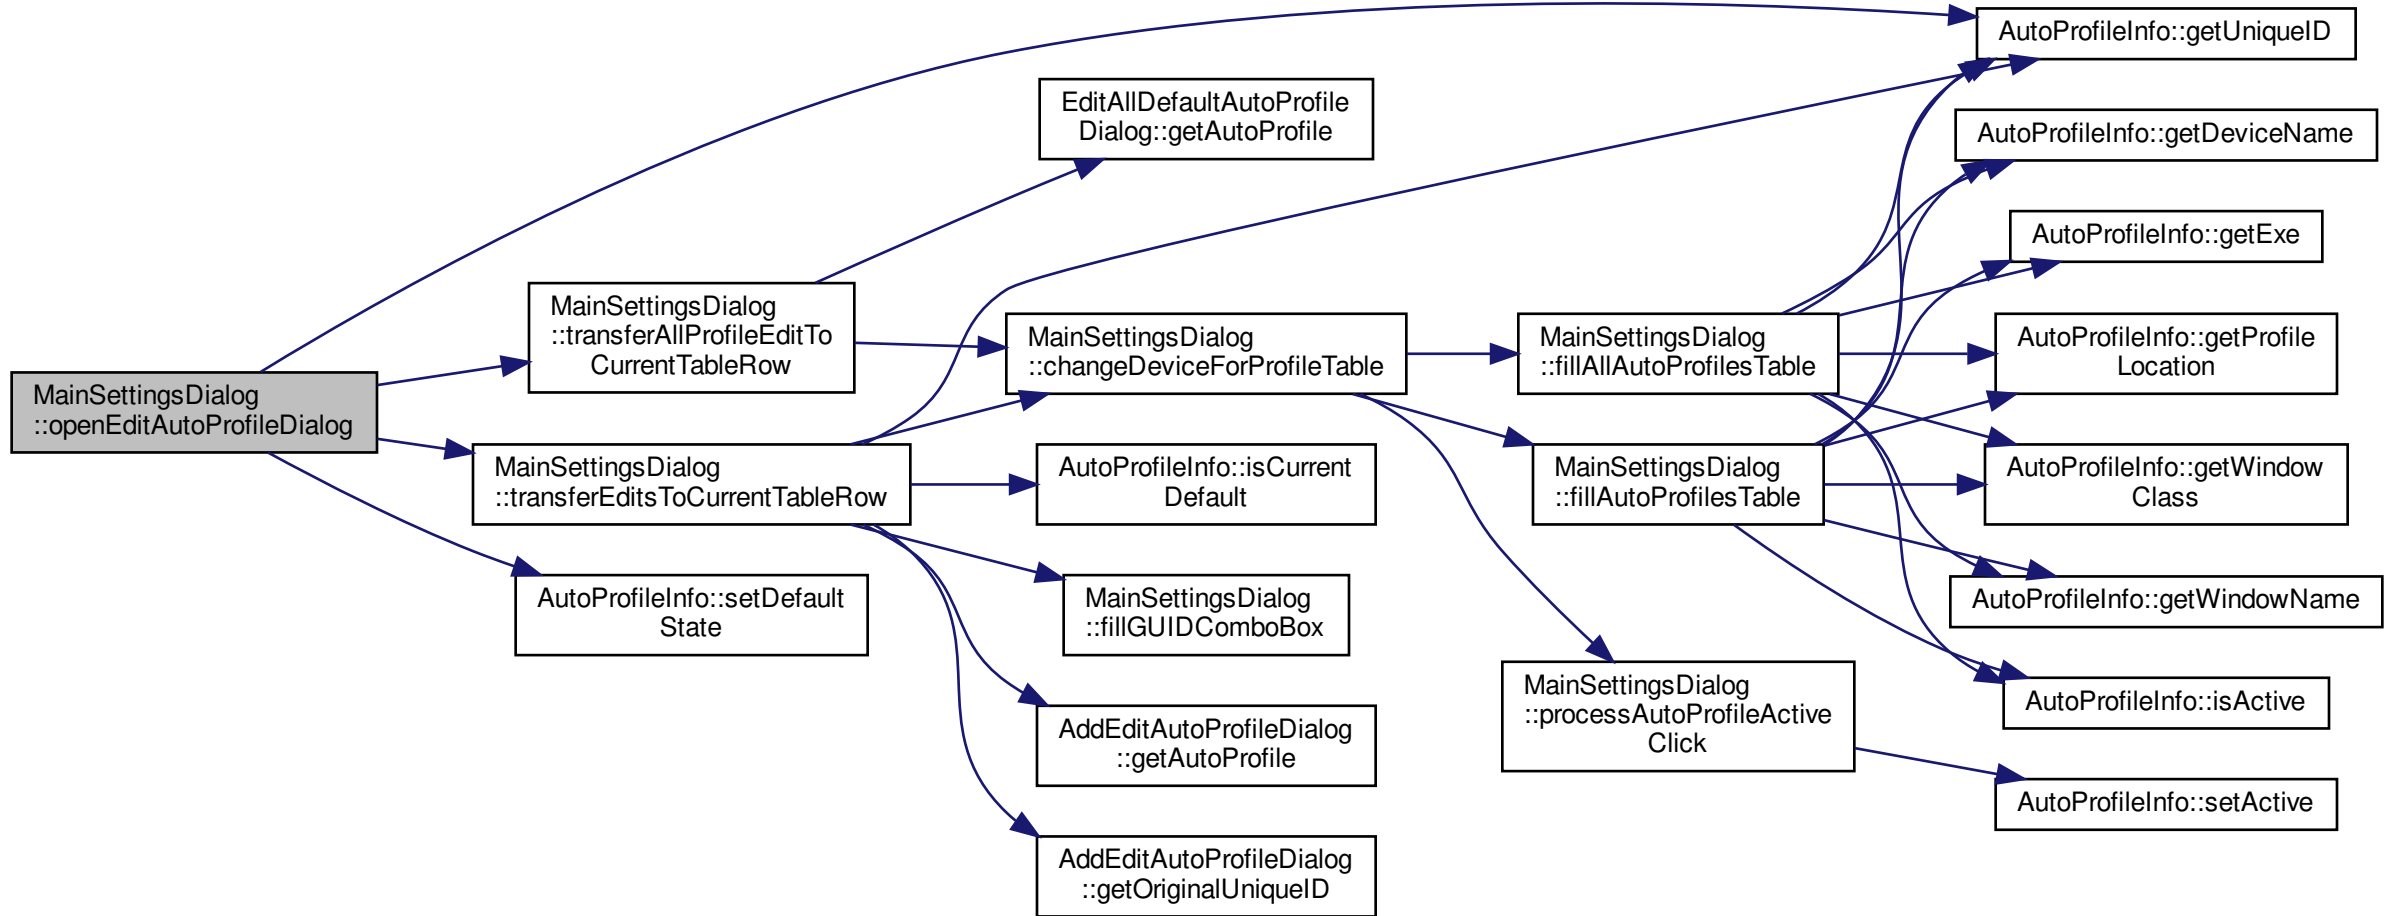 MainSettingsDialog
::openEditAutoProfileDialog
MainSettingsDialog
::transferAllProfileEditTo
CurrentTableRow
MainSettingsDialog
::transferEditsToCurrentTableRow
AutoProfileInfo::setDefault
State
EditAllDefaultAutoProfile
Dialog::getAutoProfile
MainSettingsDialog
::changeDeviceForProfileTable
AutoProfileInfo::isCurrent
Default
MainSettingsDialog
::fillGUIDComboBox
AddEditAutoProfileDialog
::getAutoProfile
AddEditAutoProfileDialog
::getOriginalUniqueID
MainSettingsDialog
::fillAllAutoProfilesTable
MainSettingsDialog
::fillAutoProfilesTable
MainSettingsDialog
::processAutoProfileActive
Click
AutoProfileInfo::getUniqueID
AutoProfileInfo::getDeviceName
AutoProfileInfo::getExe
AutoProfileInfo::getProfile
Location
AutoProfileInfo::getWindow
Class
AutoProfileInfo::getWindowName
AutoProfileInfo::isActive
AutoProfileInfo::setActive